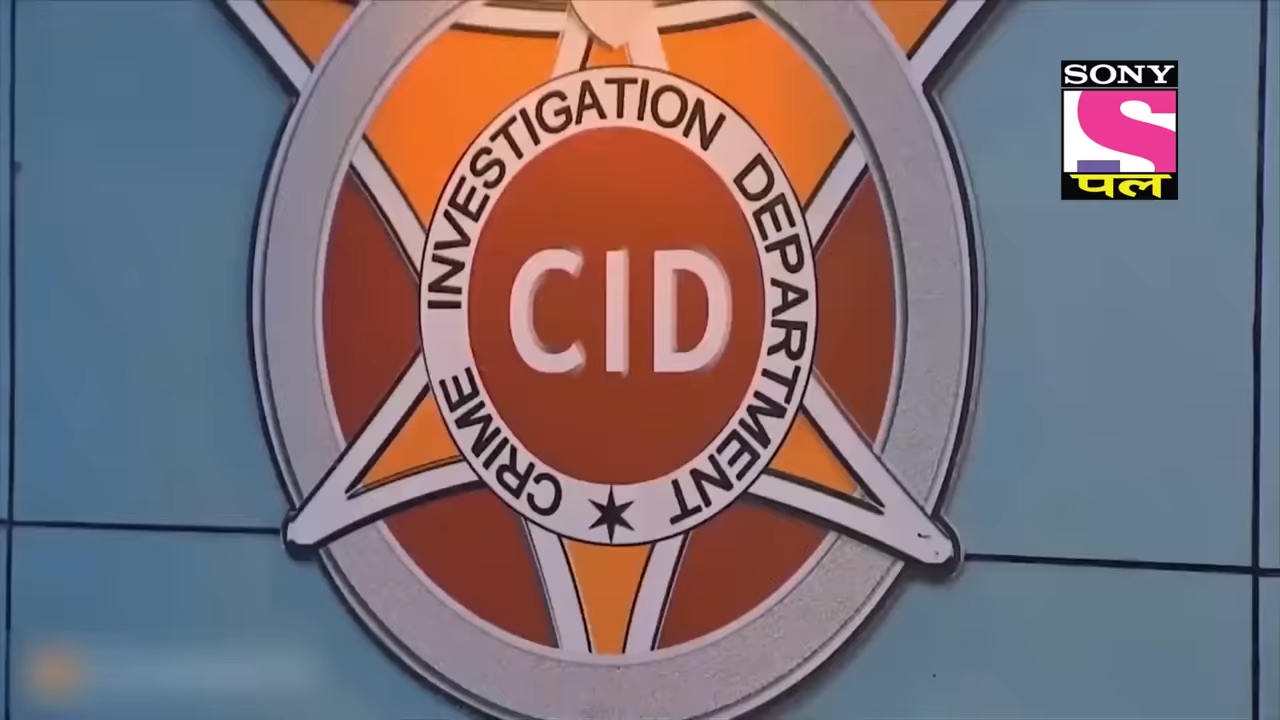 CRIME INVESTIGATION DEPARTMENT
CID
SONY
S
पल